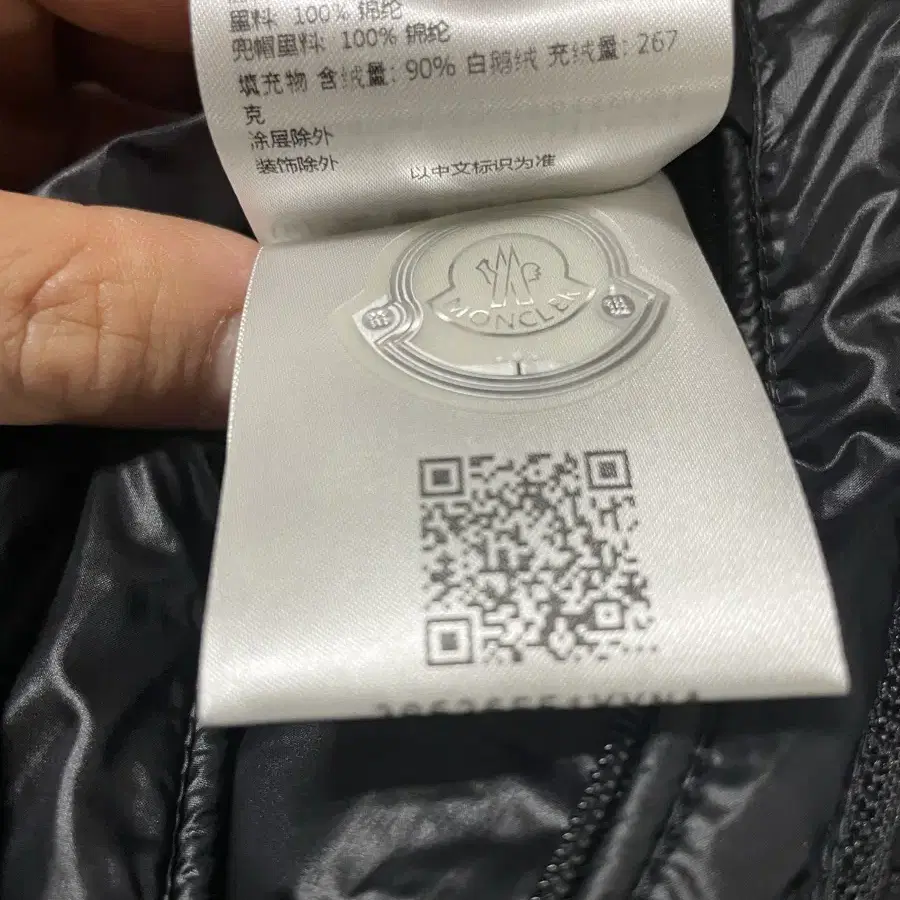 里料: 100% 锦纶
兜帽里料: 100% 锦纶
填充物 含绒量: 90% 白鹅绒 充绒量: 267
克
涂层除外
装饰除外
以中文标识为准
MONCLER